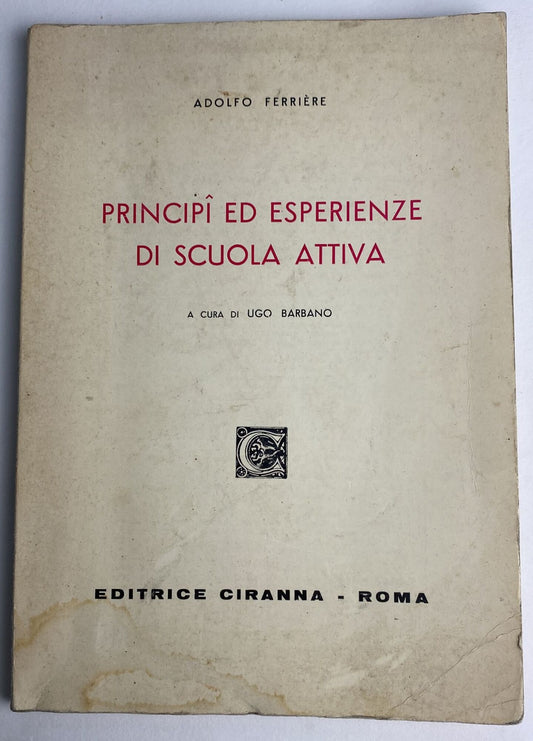 ADOLFO FERRIÈRE
PRINCIPÎ ED ESPERIENZE
DI SCUOLA ATTIVA
A CURA DI UGO BARBANO
EDITRICE CIRANNA - ROMA